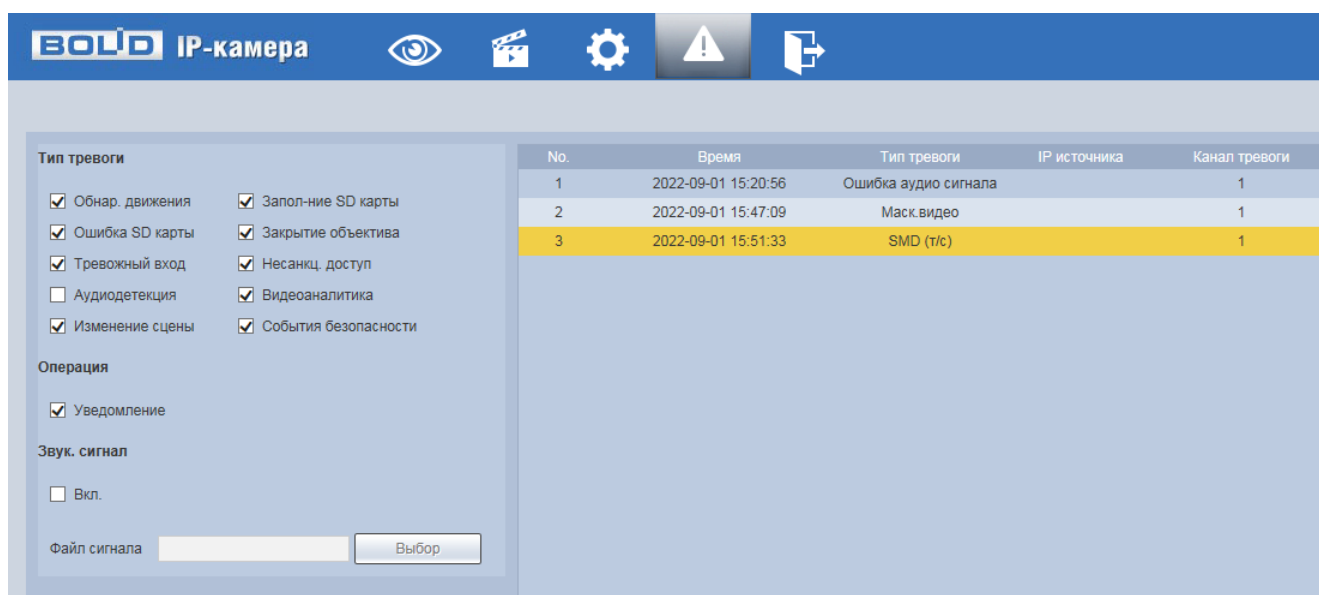 BOLID IP-камера
Тип тревоги
Обнар. движения Запол-ние SD карты
Ошибка SD карты Закрытие объектива
Тревожный вход Несанкц. доступ
Аудиодетекция Видеоаналитика
Изменение сцены События безопасности
Операция
Уведомление
Звук. сигнал
Вкл.
Файл сигнала Выбор
No. Время Тип тревоги IP источника Канал тревоги
1 2022-09-01 15:20:56 Ошибка аудио сигнала 1
2 2022-09-01 15:47:09 Маск.видео 1
3 2022-09-01 15:51:33 SMD (т/с) 1